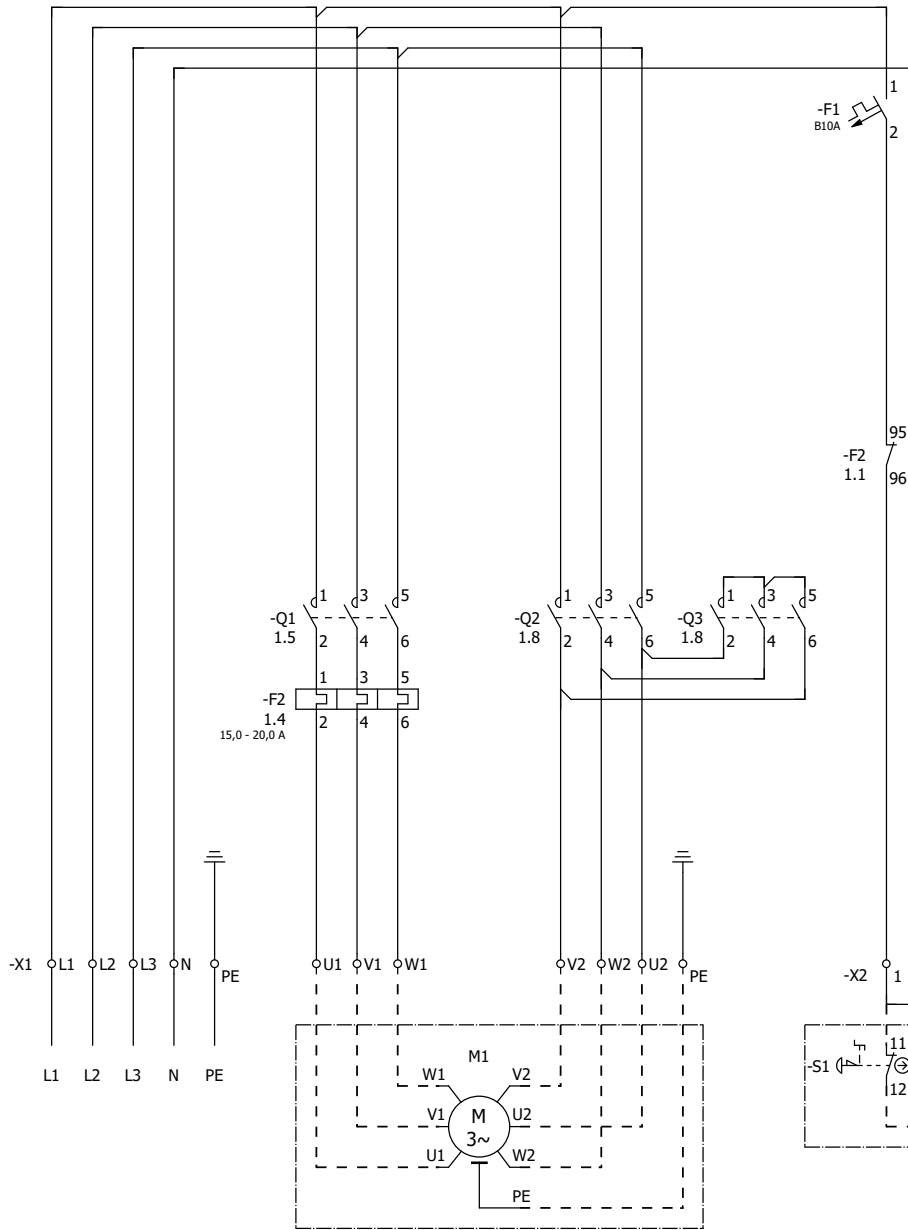 1
-F1
B10A
2
95
-F2
1.1
96
1 3 5
-Q1
1.5
2 4 6
1 3 5
-Q2
1.8
2 4 6
1 3 5
-Q3
1.8
2 4 6
1 3 5
-F2
1.4
15,0 - 20,0 A
2 4 6
-X1 L1 L2 L3 N PE
U1 V1 W1
V2 W2 U2 PE
-X2 1
L1 L2 L3 N PE
M1
W1 V2
V1 M U2
3~
U1 W2
PE
11
-S1
12